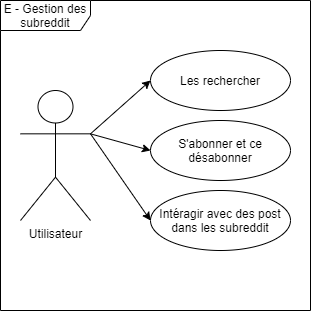 E - Gestion des
subreddit
Les rechercher
S'abonner et ce
désabonner
Intéragir avec des post
dans les subreddit
Utilisateur